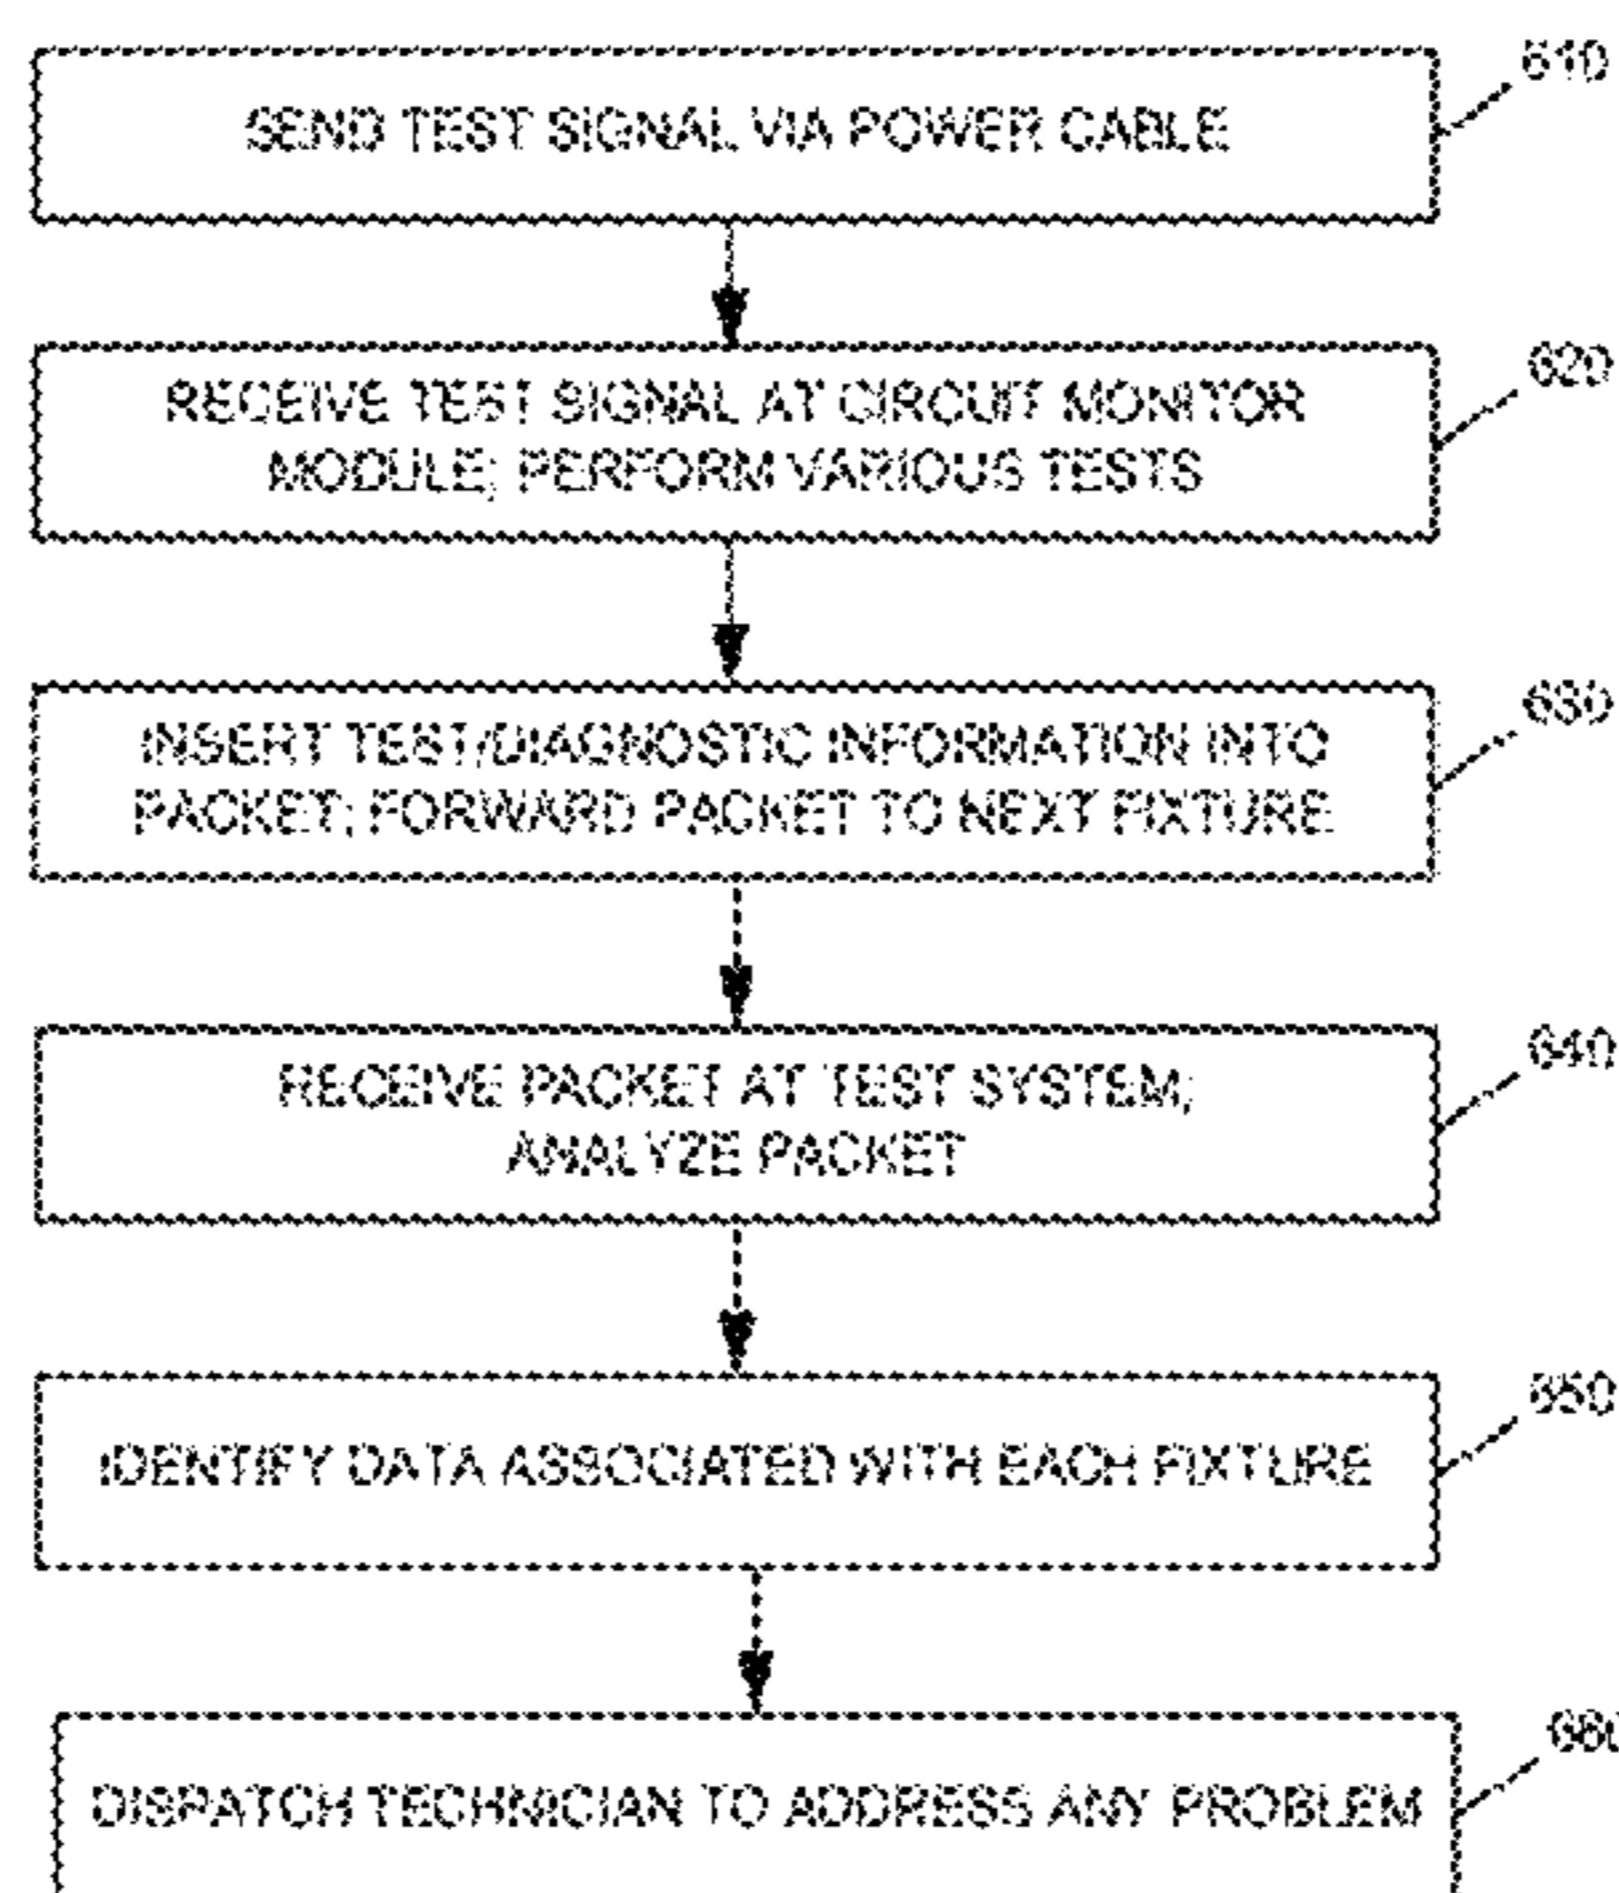 SEND TEST SIGNAL VIA POWER CABLE
610
RECEIVE TEST SIGNAL AT CIRCUIT MONITOR
MODULE; PERFORM VARIOUS TESTS
620
INSERT TEST/DIAGNOSTIC INFORMATION INTO
PACKET; FORWARD PACKET TO NEXT FIXTURE
630
RECEIVE PACKET AT TEST SYSTEM;
ANALYZE PACKET
640
IDENTIFY DATA ASSOCIATED WITH EACH FIXTURE
650
DISPATCH TECHNICIAN TO ADDRESS ANY PROBLEM
660